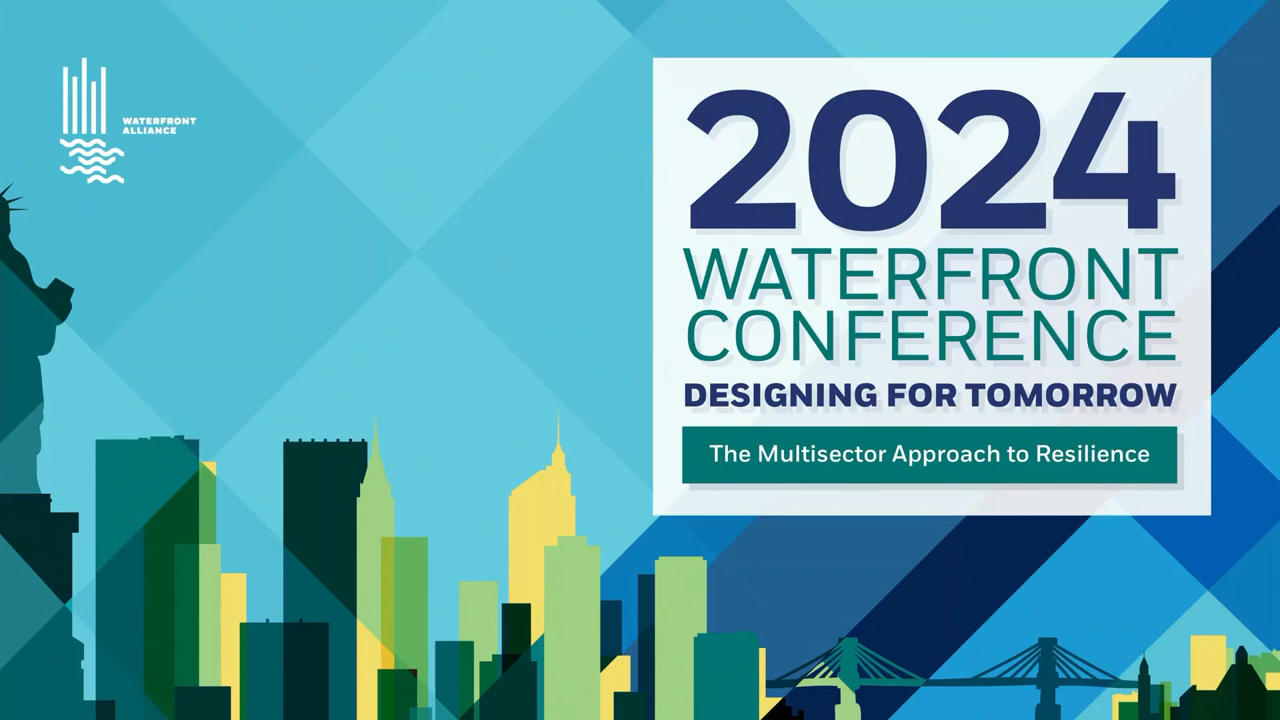 WATERFRONT
ALLIANCE
2024
WATERFRONT
CONFERENCE
DESIGNING FOR TOMORROW
The Multisector Approach to Resilience